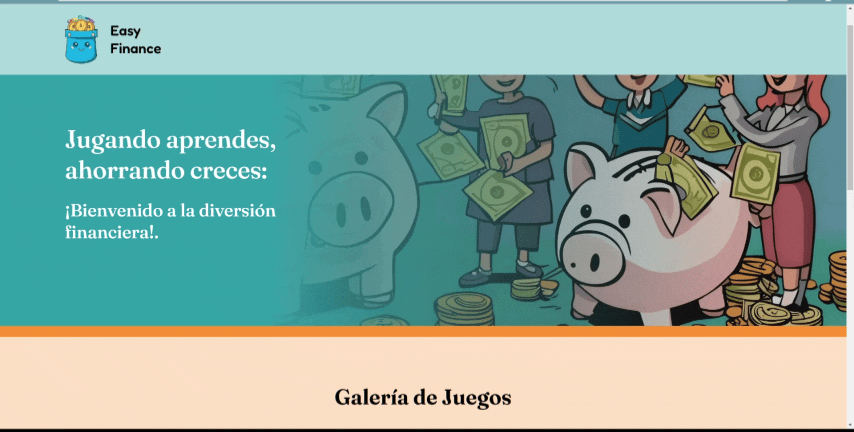 Easy
Finance
Jugando aprendes,
ahorrando creces:
¡Bienvenido a la diversión
financiera!.
Galería de Juegos